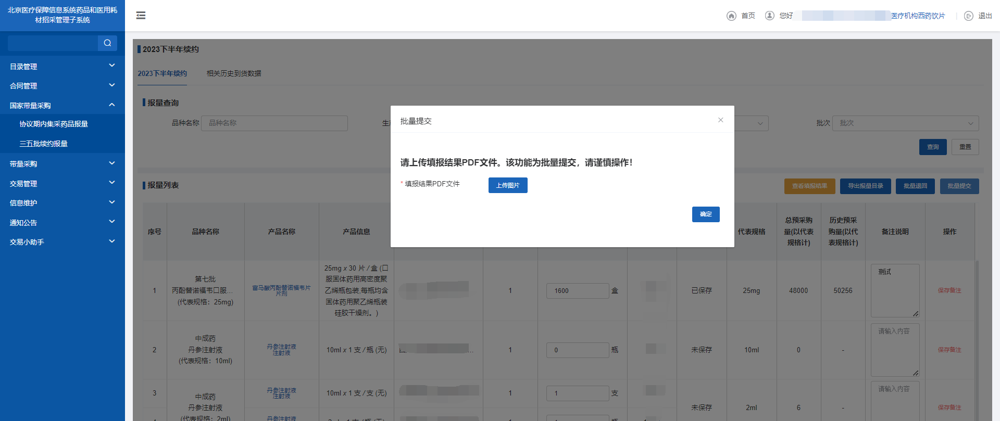 北京医疗保障信息系统药品和医用耗
材招采管理子系统
首页
您好
医疗机构西药饮片
退出
目录管理
合同管理
国家带量采购
协议期内集采药品报量
三五批续约报量
带量采购
交易管理
信息维护
通知公告
交易小助手
2023下半年续约
2023下半年续约 相关历史到货数据
报量查询
品种名称 品种名称
批次 批次
查询 重置
报量列表
查看填报结果 导出报量目录 批量退回 批量提交
批量提交
请上传填报结果PDF文件。该功能为批量提交，请谨慎操作！
* 填报结果PDF文件 上传图片
确定
序号 品种名称 产品名称 产品信息 代表规格
总预采购
量(以代表
规格计)
历史预采
购量(以代
表规格计)
备注说明 操作
1
第七批
丙酚替诺福韦口服...
(代表规格：25mg)
富马酸丙酚替诺福韦片
片剂
25mg x 30 片 / 盒 (口
服固体药用高密度聚
乙烯瓶包装,每瓶均含
固体药用聚乙烯瓶装
硅胶干燥剂。)
1 1600 盒 已保存 25mg 48000 50256 测试 保存备注
2
中成药
丹参注射液
(代表规格：10ml)
丹参注射液
注射液
10ml x 1 支 / 瓶 (无)
1 0 瓶 未保存 10ml 0 - 请输入内容 保存备注
3
中成药
丹参注射液
(代表规格：2ml)
丹参注射液
注射液
10ml x 1 支 / 支 (无)
1 1 支 未保存 2ml 6 - 请输入内容 保存备注
丹参注射液